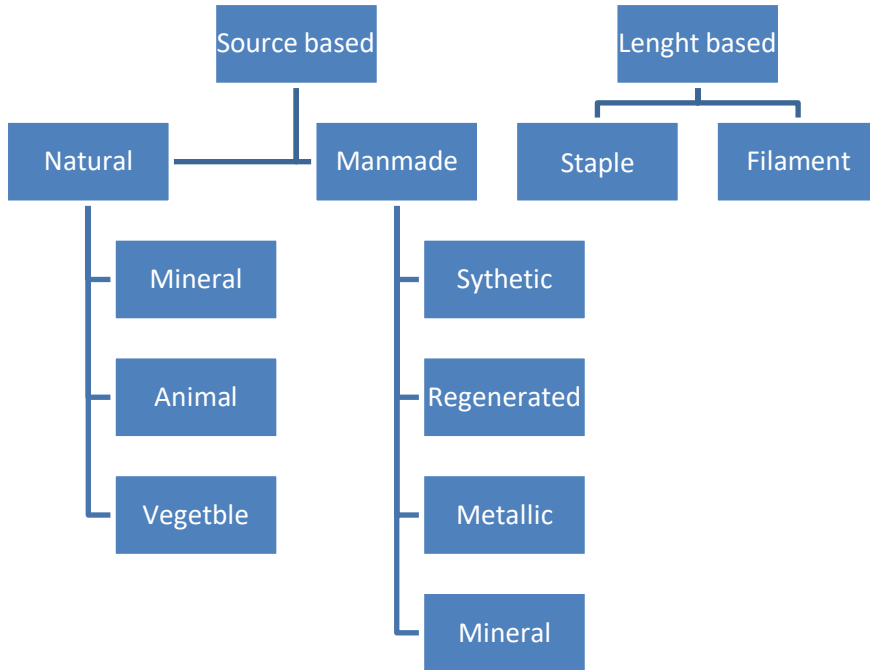 Source based
Lenght based
Natural
Manmade
Staple
Filament
Mineral
Sythetic
Animal
Regenerated
Vegetble
Metallic
Mineral